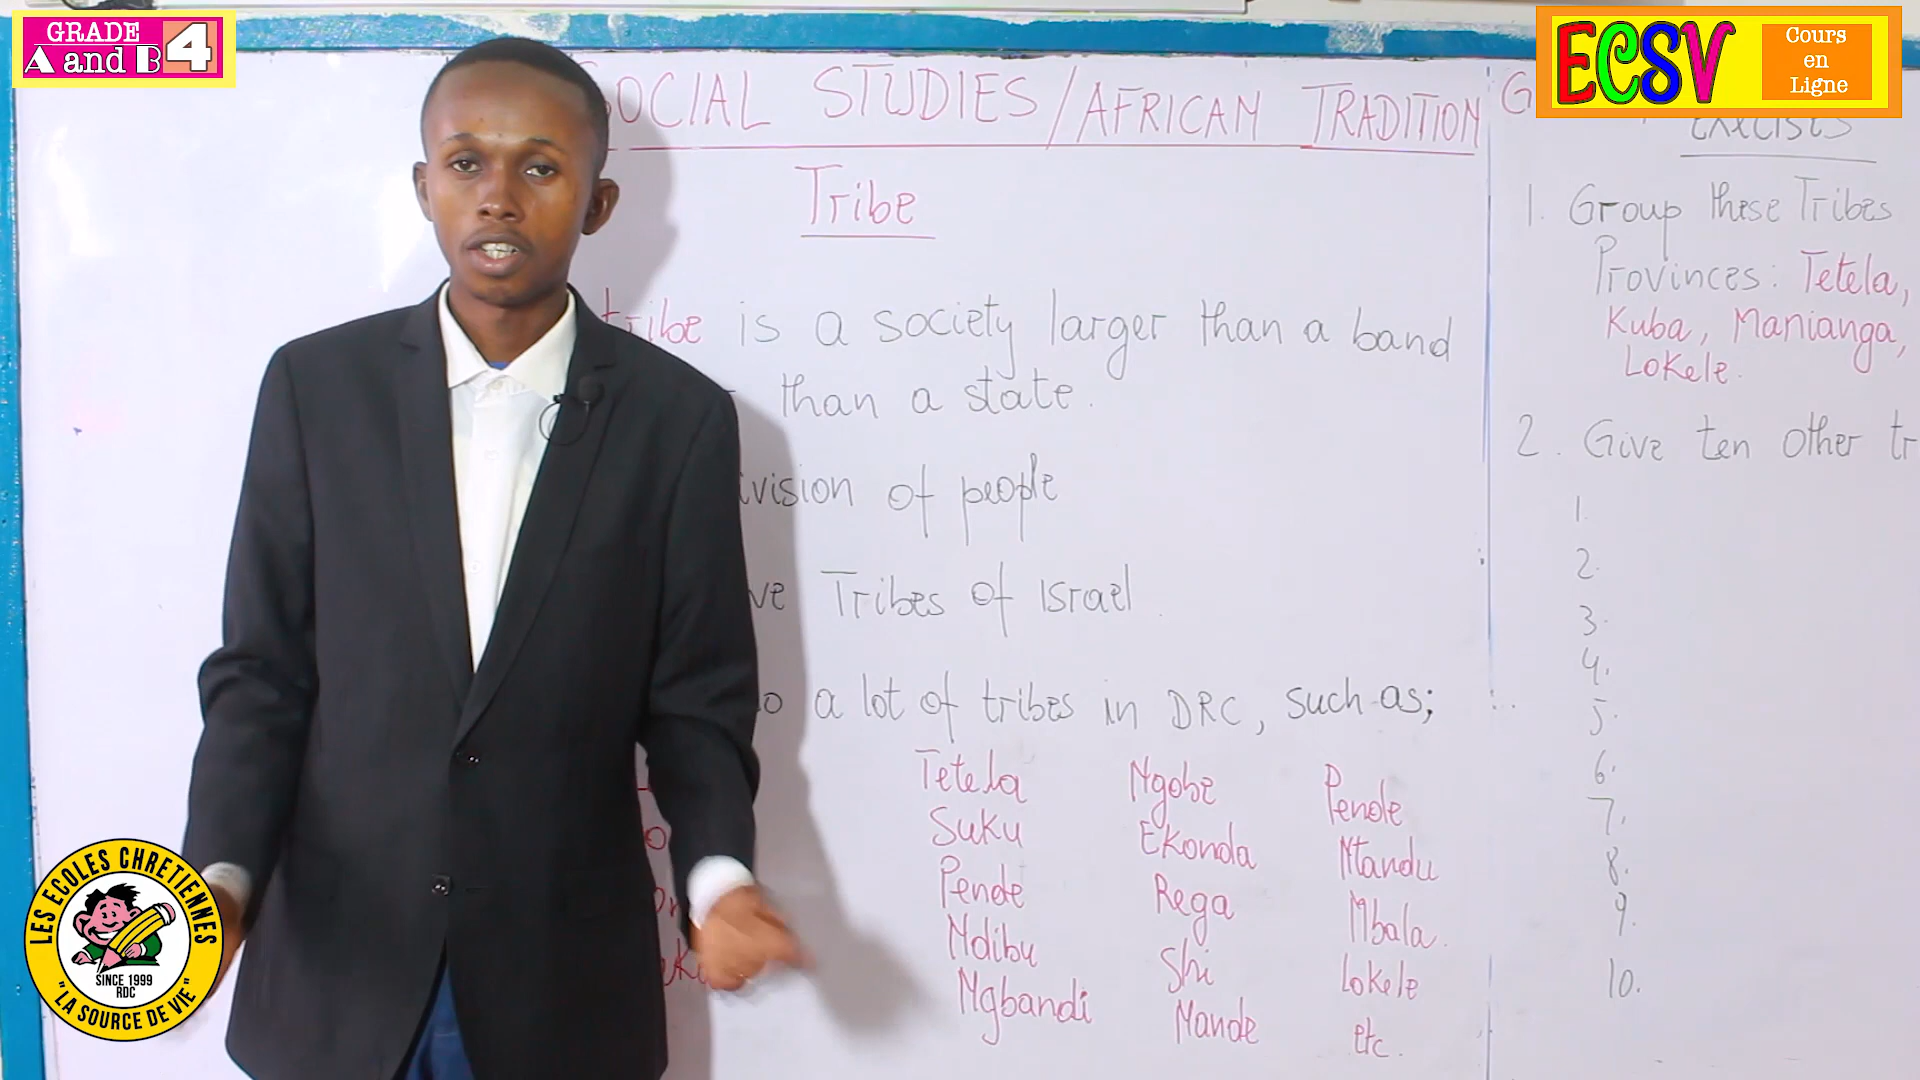 GRADE
A and B 4
ECSV
Cours
en
Ligne
SOCIAL STUDIES / AFRICAN TRADITION
Tribe
tribe is a society larger than a band
than a state.
of people
Tribes of Israel.
a lot of tribes in DRC, such as;
Tetela Ngobe Pende
Suku Ekonda Ntandu
Pende Rega Mbala.
Ndibu Shi Lokele
Ngbandi Nande etc.
1. Group these Tribes
Provinces: Tetela,
Kuba, Manianga,
Lokele.
2. Give ten other
1.
2.
3.
4.
5.
6.
7.
8.
9.
10.
LES ECOLES CHRETIENNES
SINCE 1999
RDC
"LA SOURCE DE VIE"